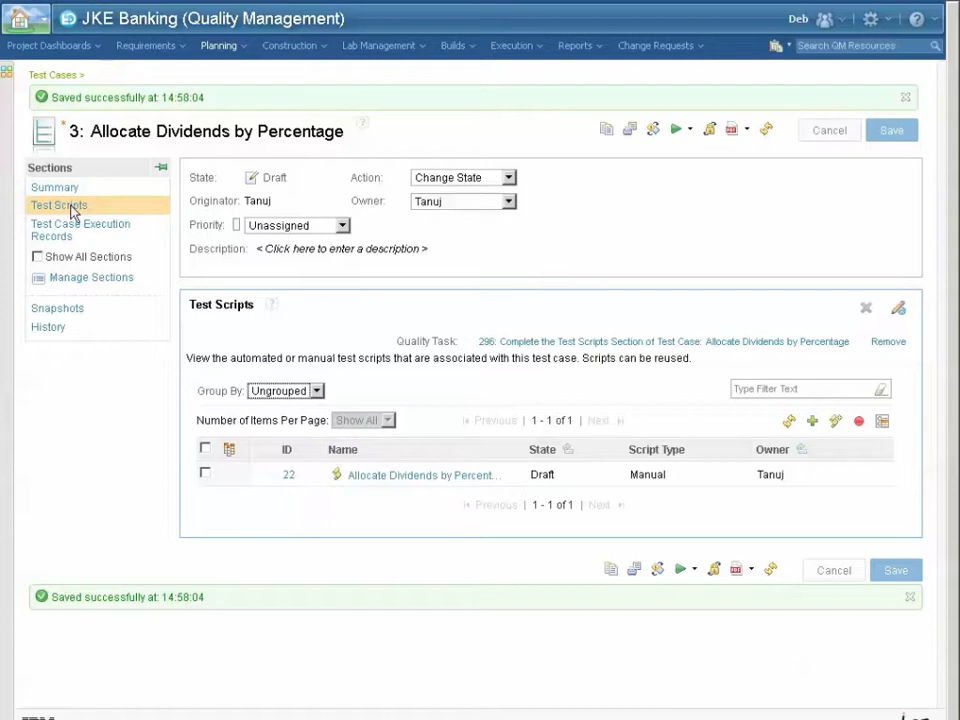 JKE Banking (Quality Management)
Deb
Project Dashboards Requirements Planning Construction Lab Management Builds Execution Reports Change Requests
Search QM Resources
Test Cases >
Saved successfully at: 14:58:04
* 3: Allocate Dividends by Percentage
Cancel Save
Sections
Summary
Test Scripts
Test Case Execution
Records
Show All Sections
Manage Sections
Snapshots
History
State: Draft Action: Change State
Originator: Tanuj Owner: Tanuj
Priority: Unassigned
Description: < Click here to enter a description >
Test Scripts
Quality Task: 296: Complete the Test Scripts Section of Test Case: Allocate Dividends by Percentage Remove
View the automated or manual test scripts that are associated with this test case. Scripts can be reused.
Group By: Ungrouped Type Filter Text
Number of Items Per Page: Show All Previous | 1 - 1 of 1 | Next
ID Name State Script Type Owner
22 Allocate Dividends by Percent... Draft Manual Tanuj
Previous | 1 - 1 of 1 | Next
Cancel Save
Saved successfully at: 14:58:04